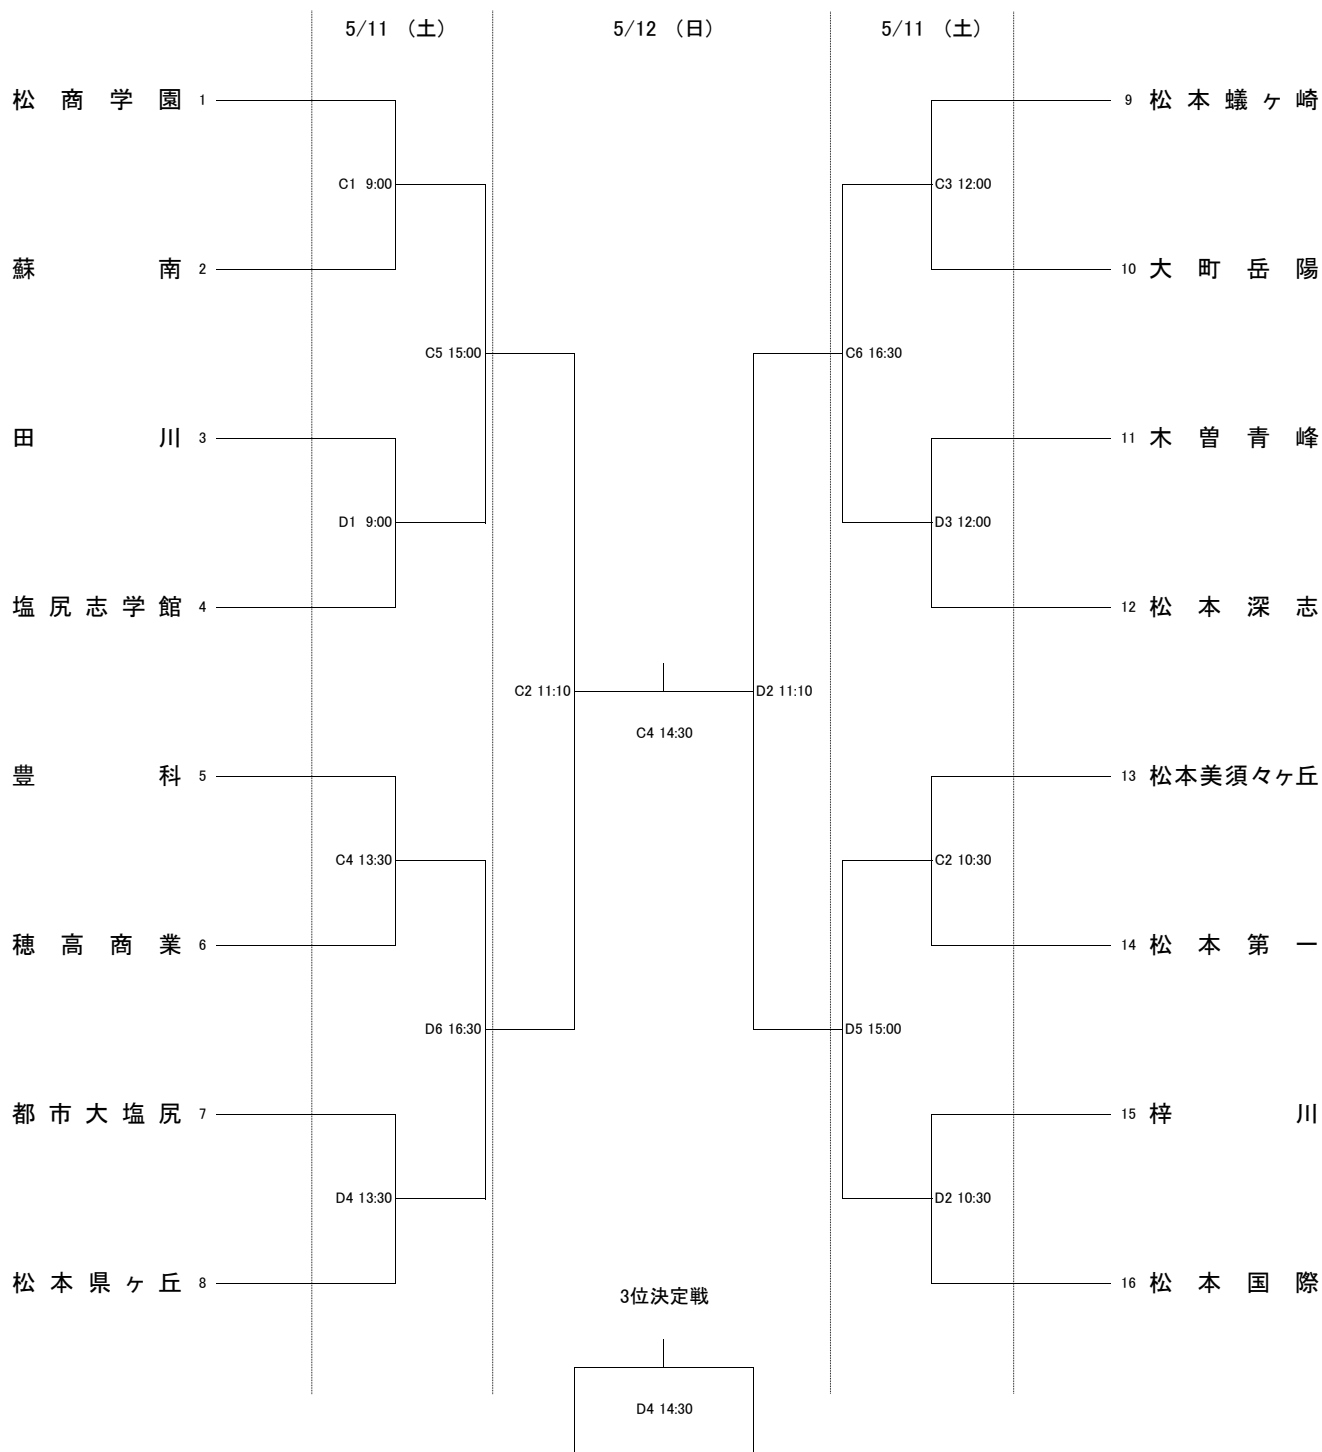 5/11 （土） 5/12 （日） 5/11 （土）
松商学園 1 9 松本蟻ヶ崎
C1 9:00 C3 12:00
蘇南 2 10 大町岳陽
C5 15:00 C6 16:30
田川 3 11 木曽青峰
D1 9:00 D3 12:00
塩尻志学館 4 12 松本深志
C2 11:10 D2 11:10
C4 14:30
豊科 5 13 松本美須々ヶ丘
C4 13:30 C2 10:30
穂高商業 6 14 松本第一
D6 16:30 D5 15:00
都市大塩尻 7 15 梓川
D4 13:30 D2 10:30
松本県ヶ丘 8 16 松本国際
3位決定戦
D4 14:30